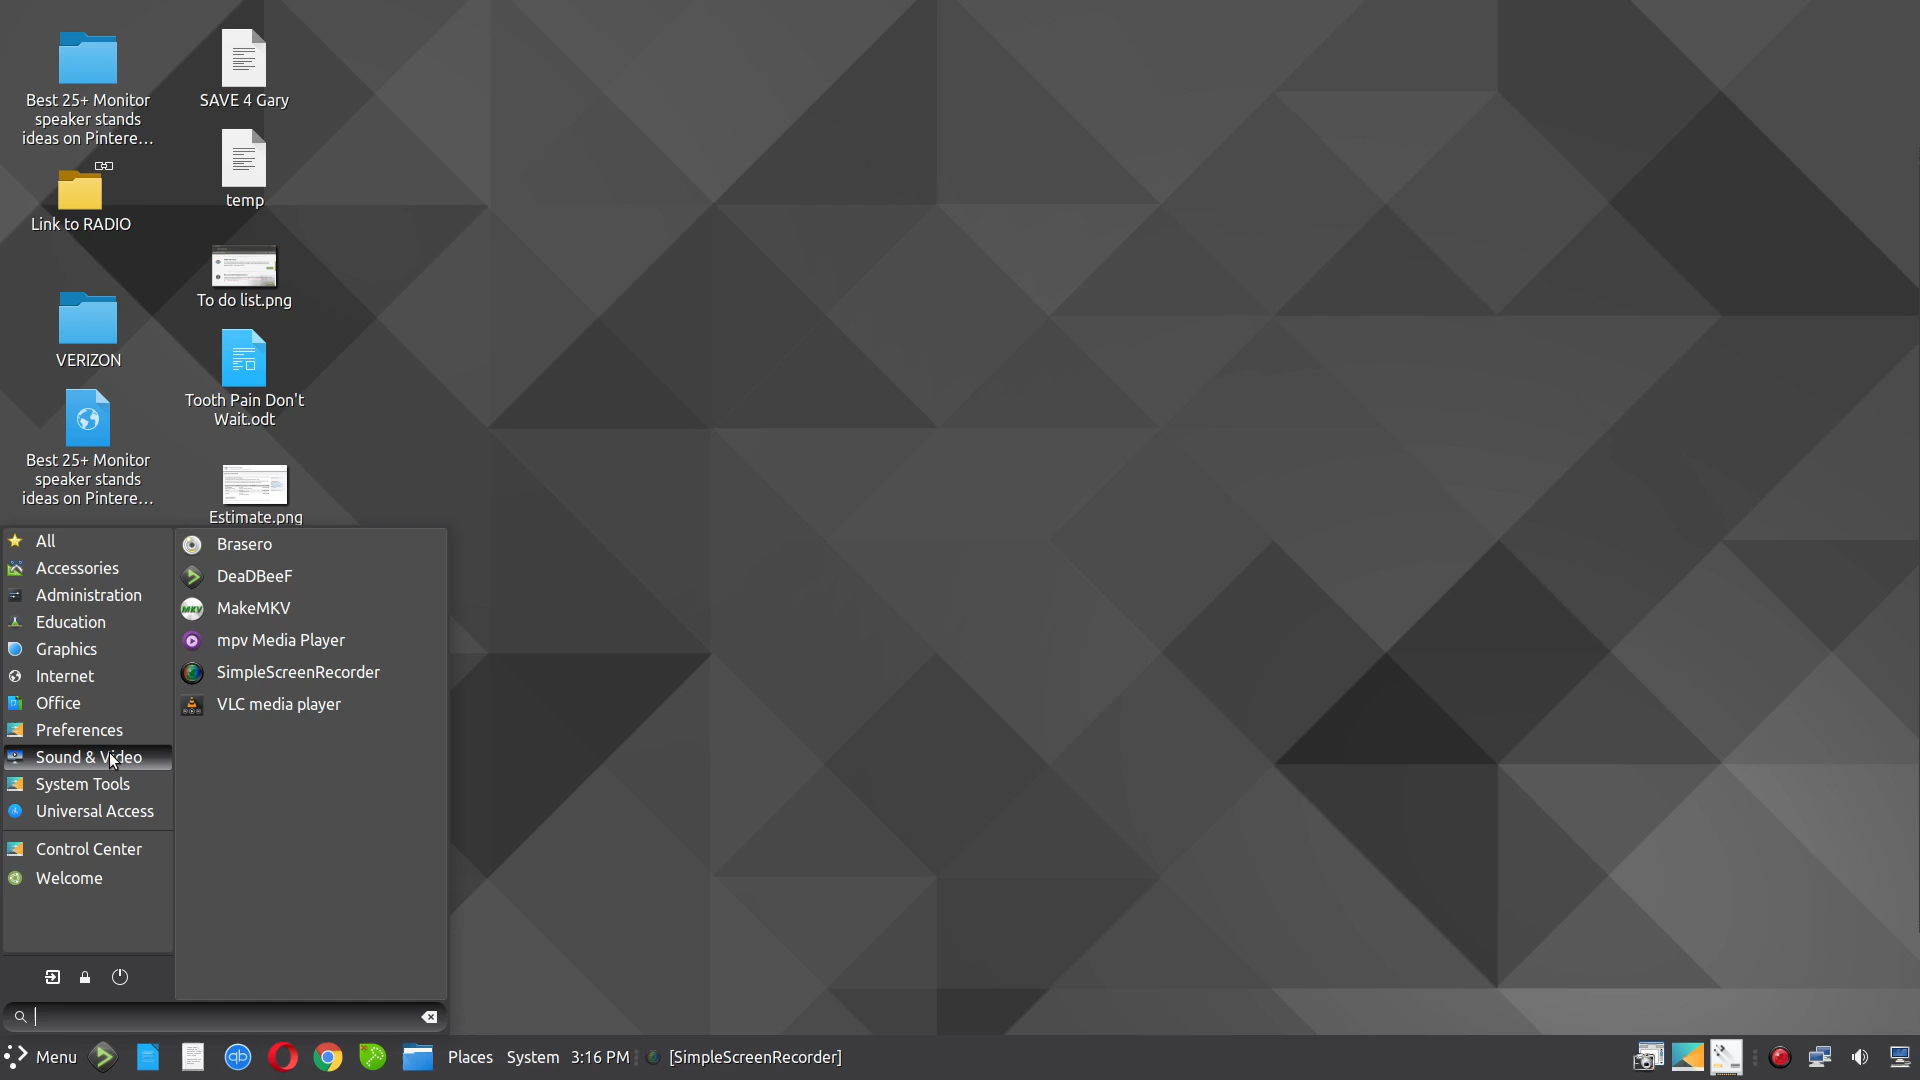 Best 25+ Monitor
speaker stands
ideas on Pintere...
Link to RADIO
VERIZON
Best 25+ Monitor
speaker stands
ideas on Pintere...
SAVE 4 Gary
temp
To do list.png
Tooth Pain Don't
Wait.odt
Estimate.png
All
Accessories
Administration
Education
Graphics
Internet
Office
Preferences
Sound & Video
System Tools
Universal Access
Control Center
Welcome
Brasero
DeaDBeeF
MKV
MakeMKV
mpv Media Player
SimpleScreenRecorder
VLC media player
Menu
qb
Places
System
3:16 PM
[SimpleScreenRecorder]